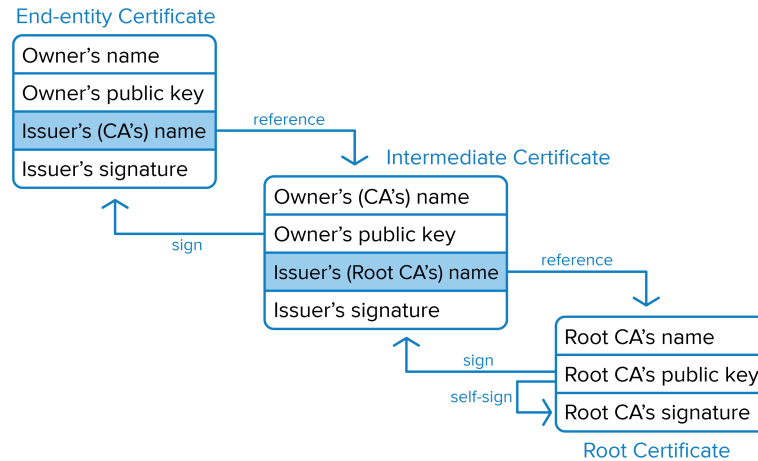 End-entity Certificate
Owner’s name
Owner’s public key
Issuer’s (CA’s) name
Issuer’s signature
reference
sign
Intermediate Certificate
Owner’s (CA’s) name
Owner’s public key
Issuer’s (Root CA’s) name
Issuer’s signature
reference
sign
self-sign
Root CA’s name
Root CA’s public key
Root CA’s signature
Root Certificate